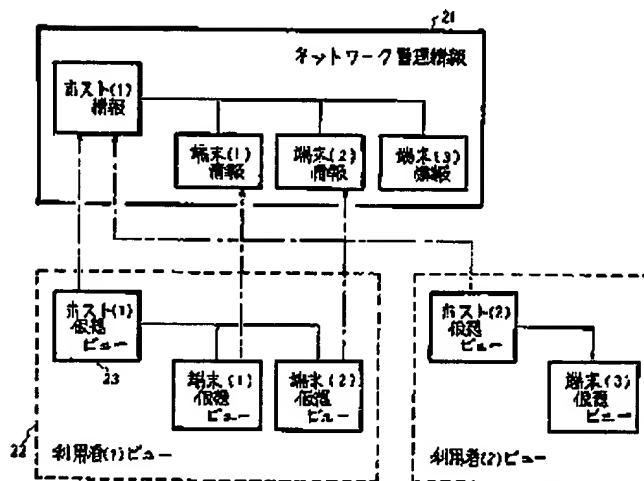 21
ネットワーク管理情報
ホスト(1)
情報
端末(1)
情報
端末(2)
情報
端末(3)
情報
ホスト(1)
仮想
ビュー
23
端末(1)
仮想
ビュー
端末(2)
仮想
ビュー
22
利用者(1)ビュー
ホスト(2)
仮想
ビュー
端末(3)
仮想
ビュー
利用者(2)ビュー